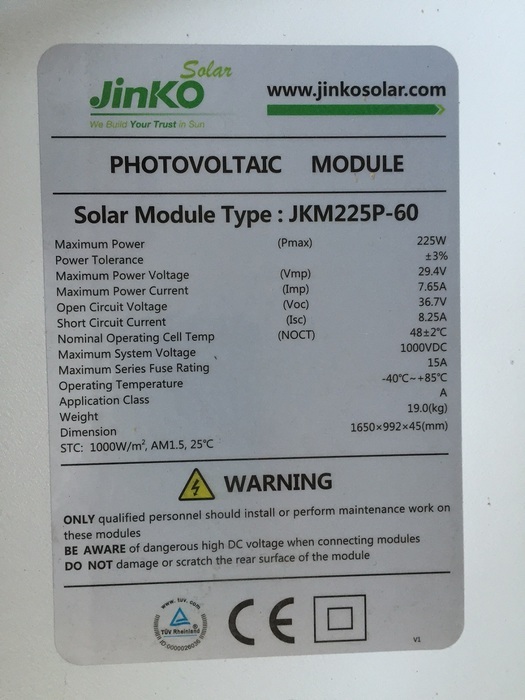 JinKO Solar
We Build Your Trust in Sun
www.jinkosolar.com
PHOTOVOLTAIC MODULE
Solar Module Type : JKM225P-60
Maximum Power (Pmax) 225W
Power Tolerance ±3%
Maximum Power Voltage (Vmp) 29.4V
Maximum Power Current (Imp) 7.65A
Open Circuit Voltage (Voc) 36.7V
Short Circuit Current (Isc) 8.25A
Nominal Operating Cell Temp (NOCT) 48±2℃
Maximum System Voltage 1000VDC
Maximum Series Fuse Rating 15A
Operating Temperature -40℃~+85℃
Application Class A
Weight 19.0(kg)
Dimension 1650×992×45(mm)
STC: 1000W/m², AM1.5, 25℃
WARNING
ONLY qualified personnel should install or perform maintenance work on
these modules
BE AWARE of dangerous high DC voltage when connecting modules
DO NOT damage or scratch the rear surface of the module
www.tuv.com
TÜV Rheinland
CE
V1